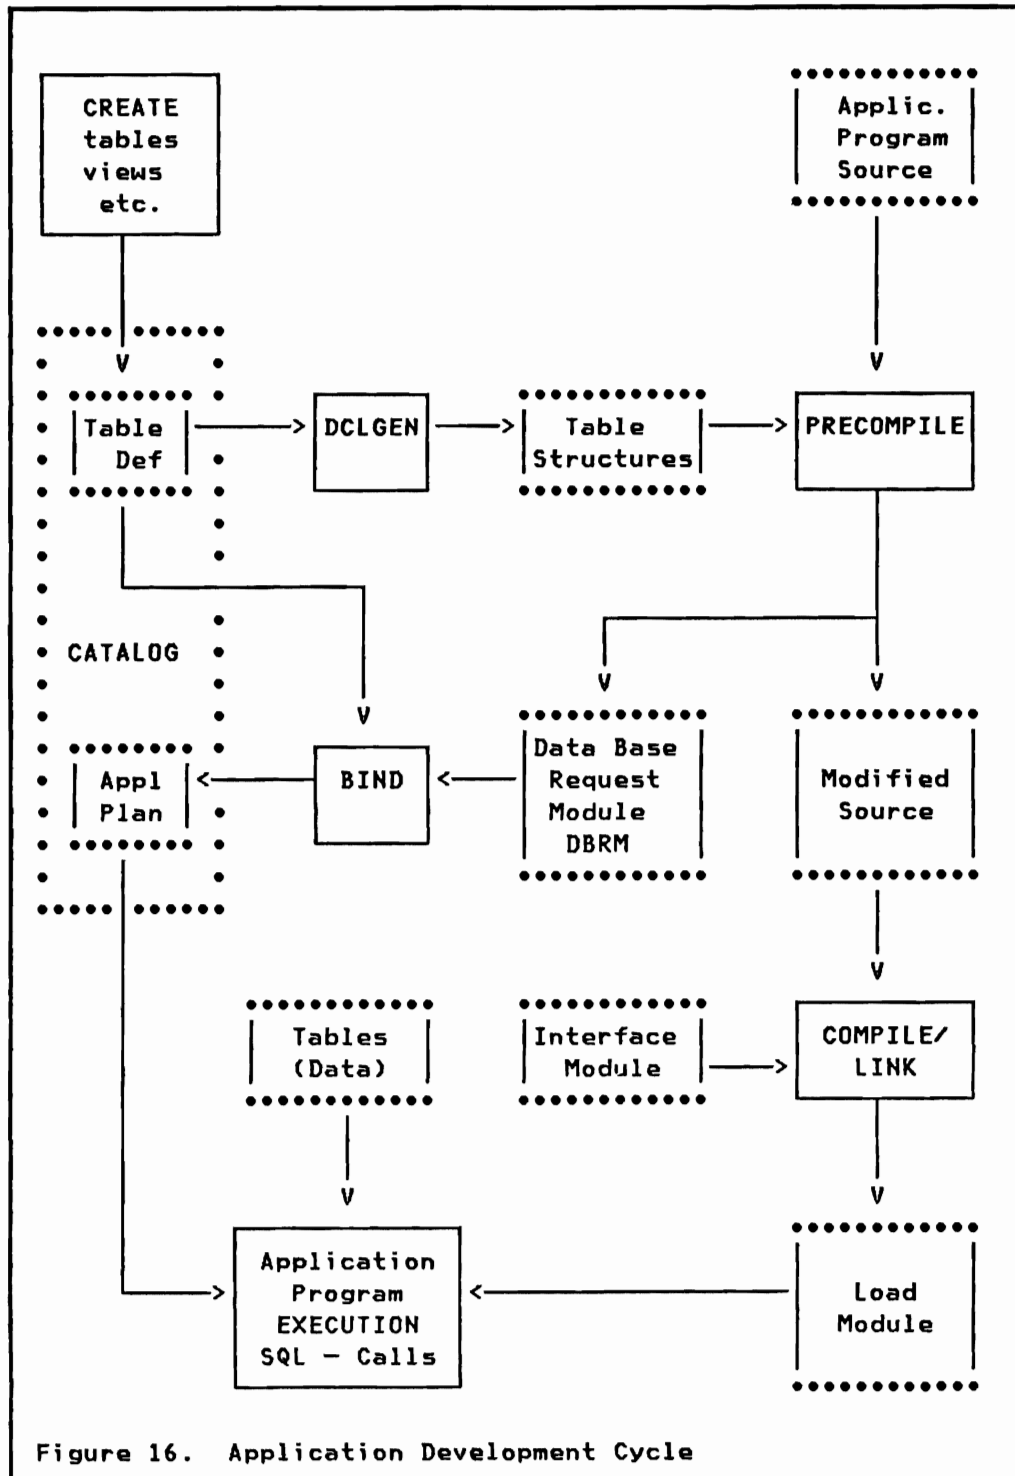 CREATE
tables
views
etc.
Applic.
Program
Source
Table
Def
DCLGEN
Table
Structures
PRECOMPILE
CATALOG
Appl
Plan
BIND
Data Base
Request
Module
DBRM
Modified
Source
Tables
(Data)
Interface
Module
COMPILE/
LINK
Application
Program
EXECUTION
SQL — Calls
Load
Module
Figure 16. Application Development Cycle